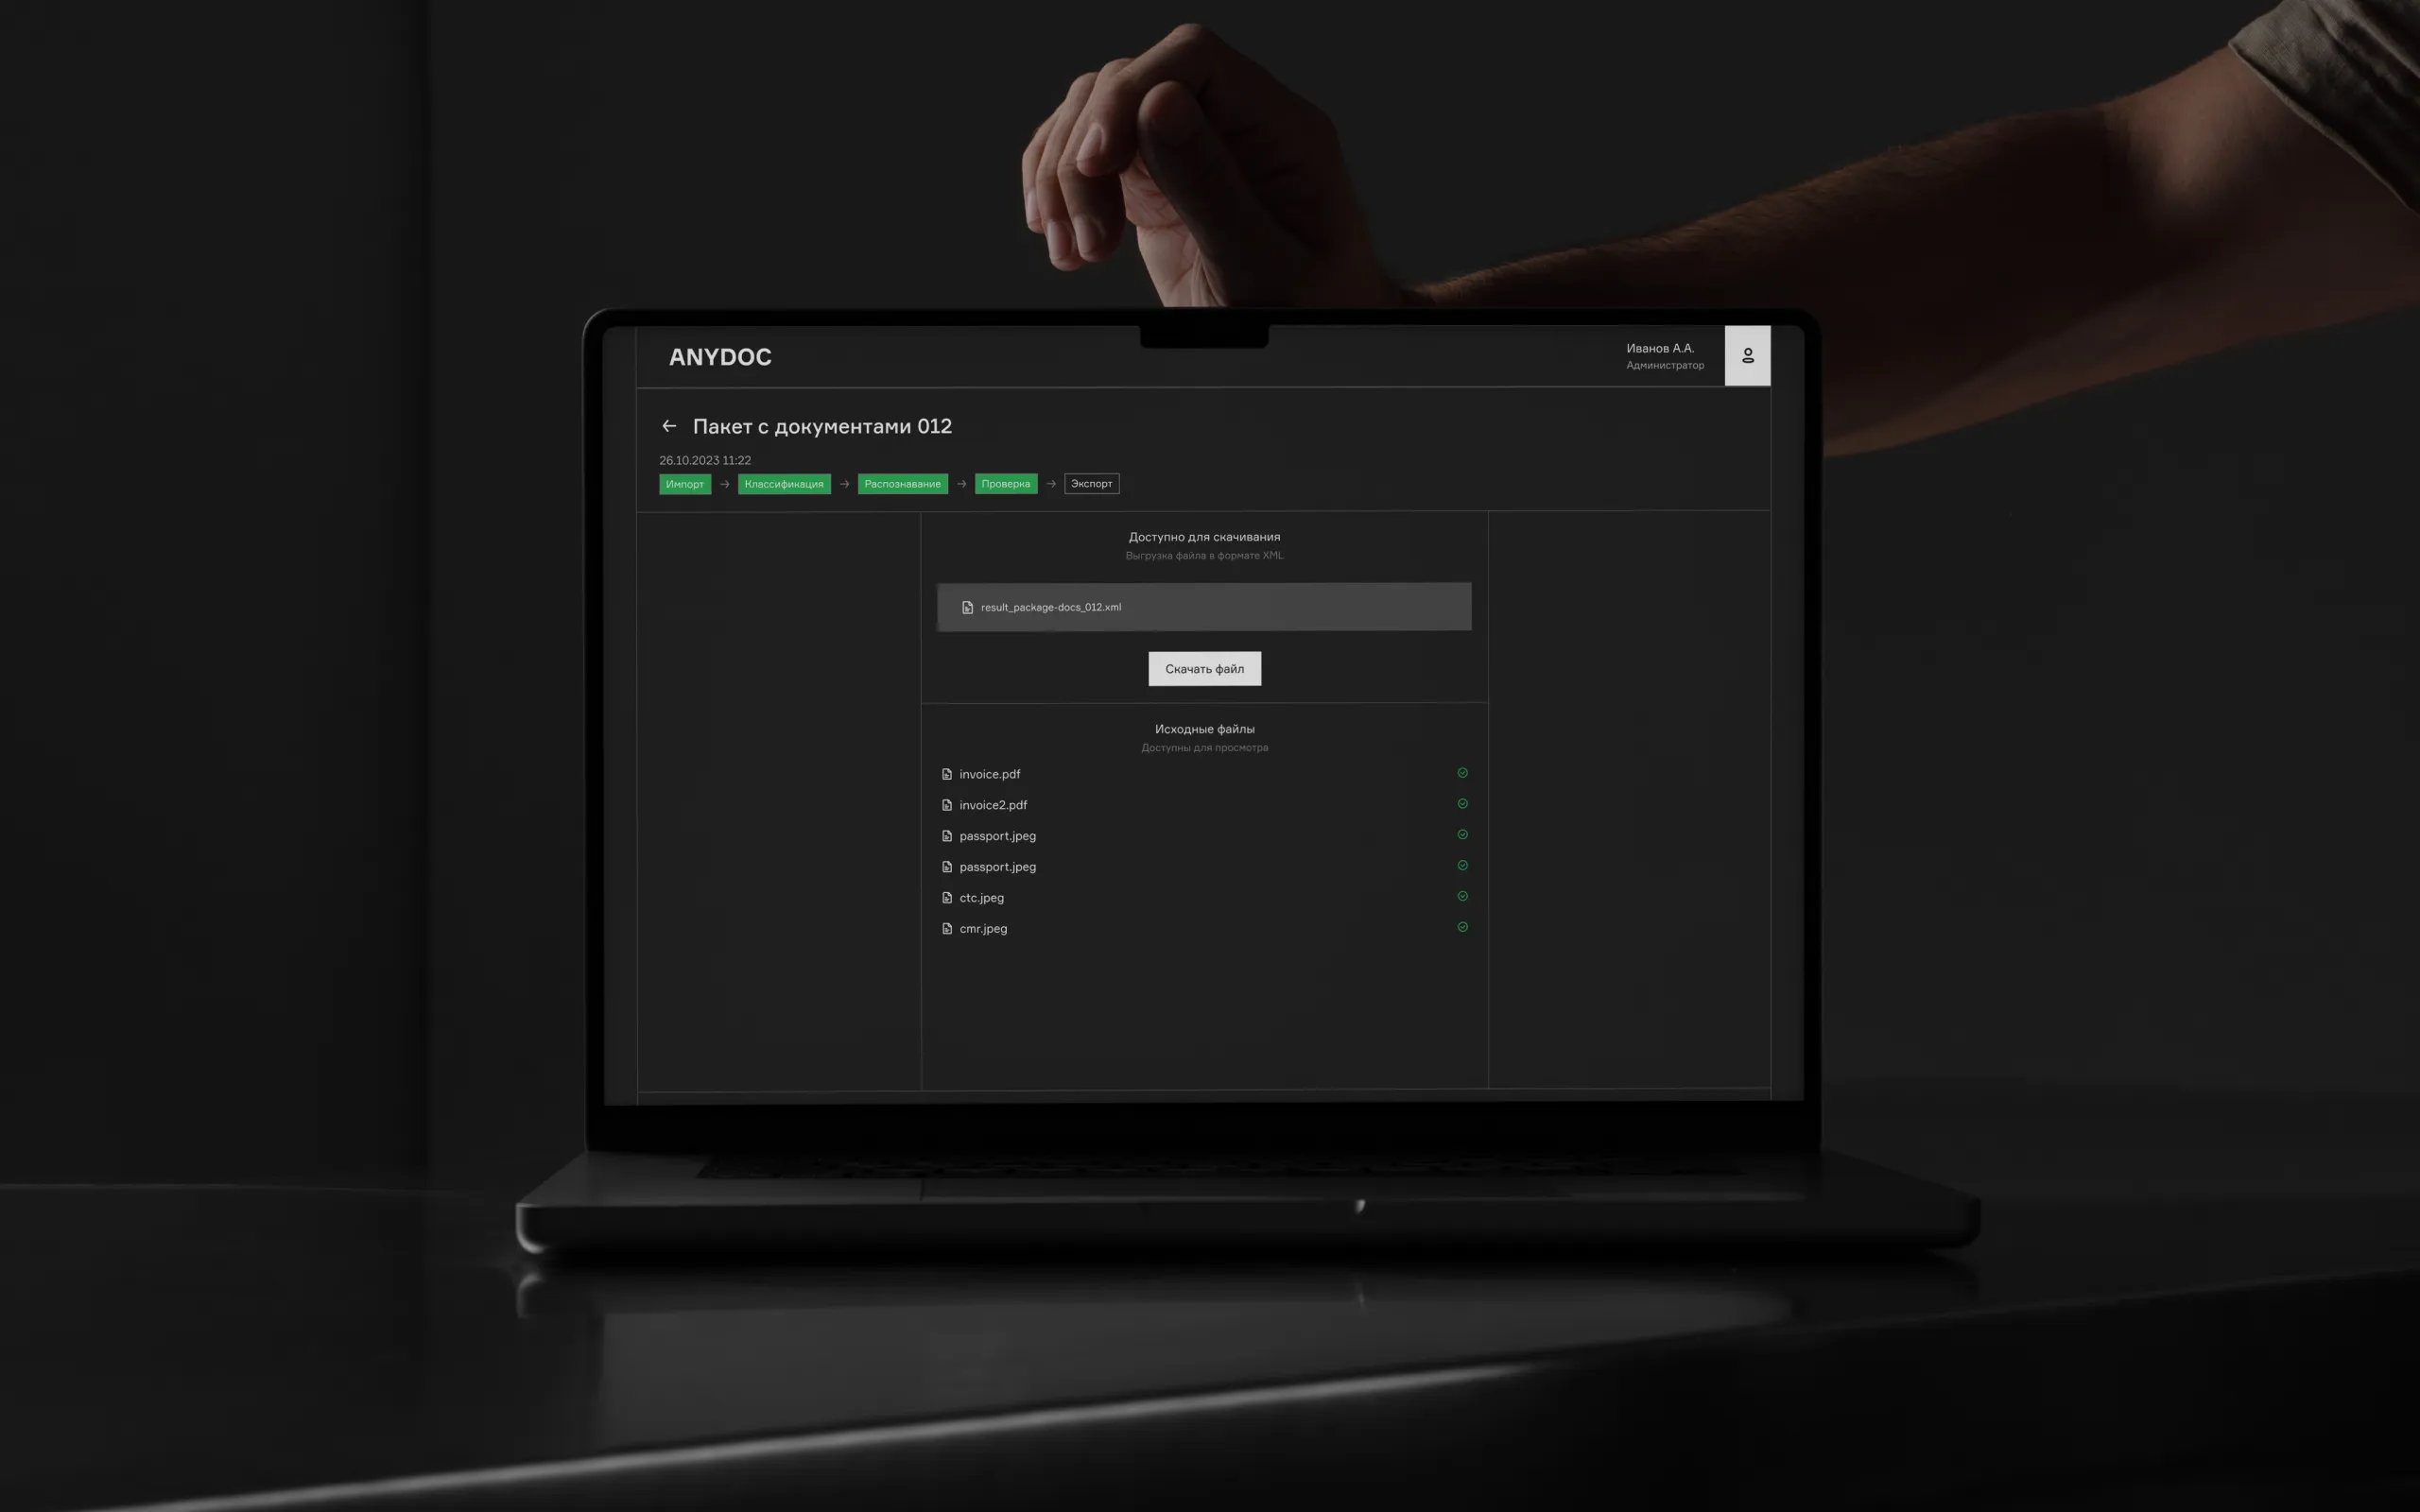 ANYDOC
Иванов А.А.
Администратор
Пакет с документами 012
26.10.2023 11:22
Импорт → Классификация → Распознавание → Проверка → Экспорт
Доступно для скачивания
Выгрузка файла в формате XML
result_package-docs_012.xml
Скачать файл
Исходные файлы
Доступны для просмотра
invoice.pdf
invoice2.pdf
passport.jpeg
passport.jpeg
ctc.jpeg
cmr.jpeg